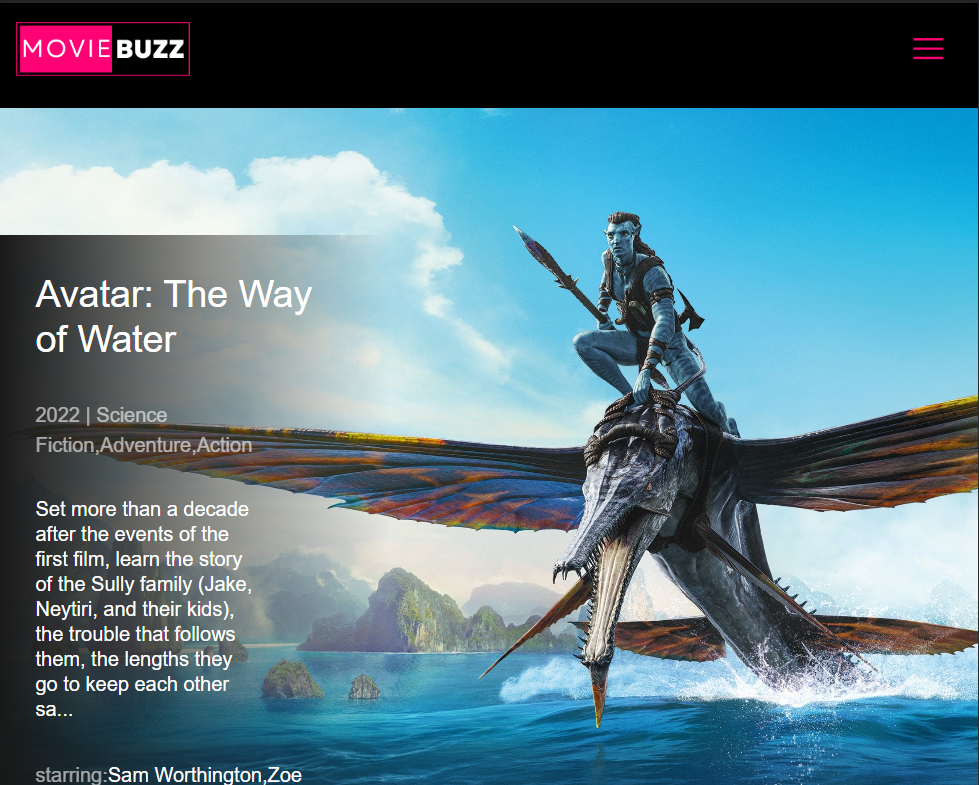 MOVIE BUZZ
Avatar: The Way
of Water
2022 | Science
Fiction,Adventure,Action
Set more than a decade
after the events of the
first film, learn the story
of the Sully family (Jake,
Neytiri, and their kids),
the trouble that follows
them, the lengths they
go to keep each other
sa...
starring:Sam Worthington,Zoe